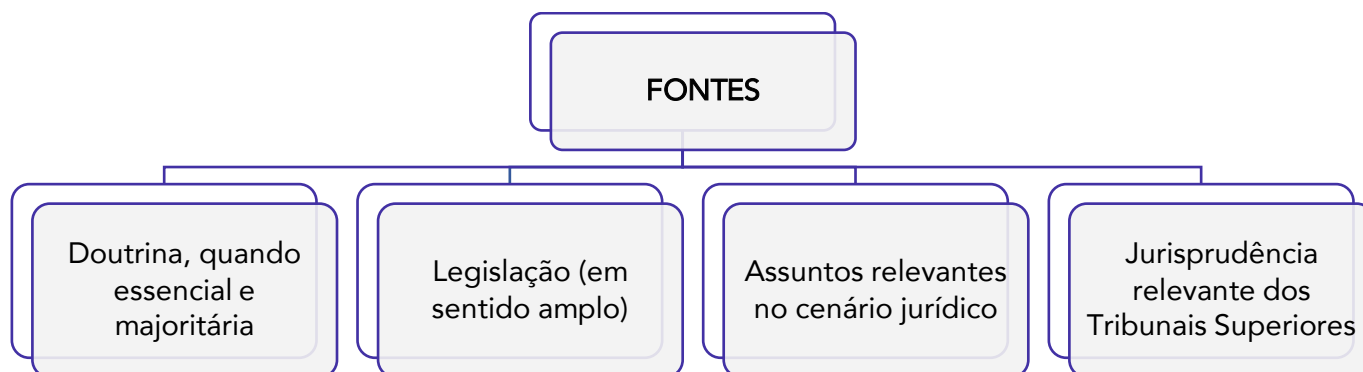 FONTES
Doutrina, quando
essencial e
majoritária
Legislação (em
sentido amplo)
Assuntos relevantes
no cenário jurídico
Jurisprudência
relevante dos
Tribunais Superiores